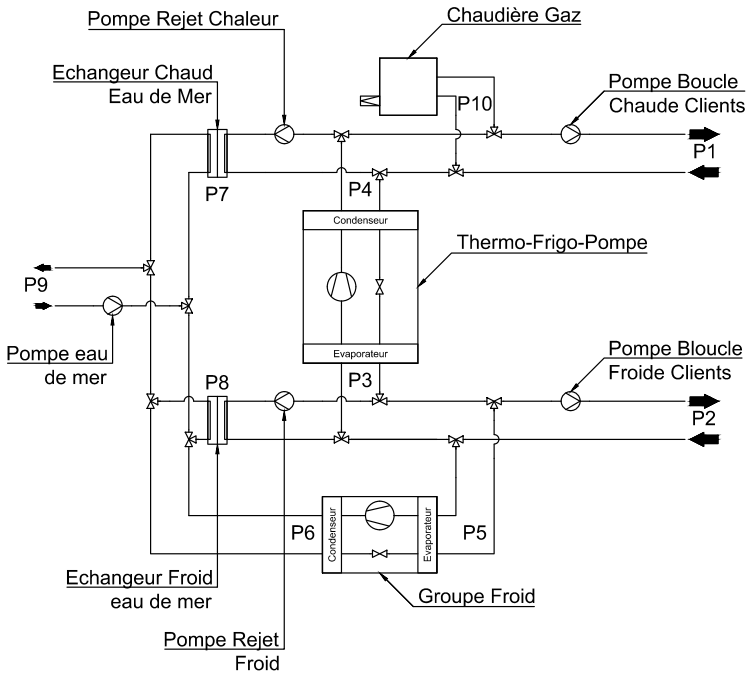 Pompe Rejet Chaleur
Chaudière Gaz
Echangeur Chaud
Eau de Mer
P10
Pompe Boucle
Chaude Clients
P1
P7
P4
Condenseur
Thermo-Frigo-Pompe
P9
Pompe eau
de mer
Evaporateur
P8
P3
Pompe Bloucle
Froide Clients
P2
P6
Condenseur
Evaporateur
P5
Echangeur Froid
eau de mer
Groupe Froid
Pompe Rejet
Froid